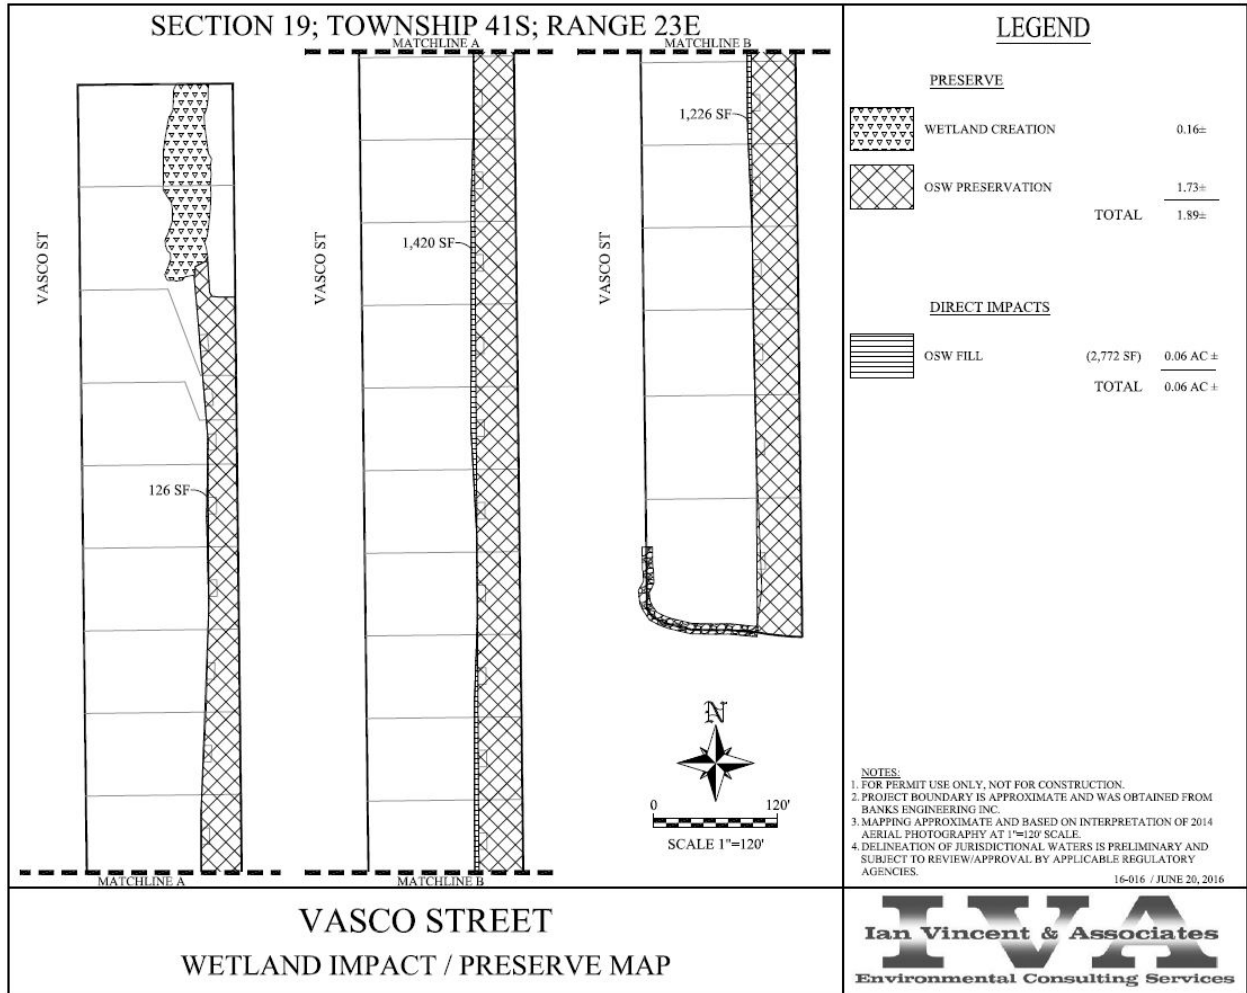 SECTION 19; TOWNSHIP 41S; RANGE 23E
MATCHLINE A
MATCHLINE B
VASCO ST
126 SF
MATCHLINE A
VASCO ST
1,420 SF
MATCHLINE B
VASCO ST
1,226 SF
N
0 120'
SCALE 1"=120'
LEGEND
PRESERVE
WETLAND CREATION 0.16±
OSW PRESERVATION 1.73±
TOTAL 1.89±
DIRECT IMPACTS
OSW FILL (2,772 SF) 0.06 AC ±
TOTAL 0.06 AC ±
NOTES:
1. FOR PERMIT USE ONLY, NOT FOR CONSTRUCTION.
2. PROJECT BOUNDARY IS APPROXIMATE AND WAS OBTAINED FROM
BANKS ENGINEERING INC.
3. MAPPING APPROXIMATE AND BASED ON INTERPRETATION OF 2014
AERIAL PHOTOGRAPHY AT 1"=120' SCALE.
4. DELINEATION OF JURISDICTIONAL WATERS IS PRELIMINARY AND
SUBJECT TO REVIEW/APPROVAL BY APPLICABLE REGULATORY
AGENCIES.
16-016 / JUNE 20, 2016
VASCO STREET
WETLAND IMPACT / PRESERVE MAP
IVA
Ian Vincent & Associates
Environmental Consulting Services